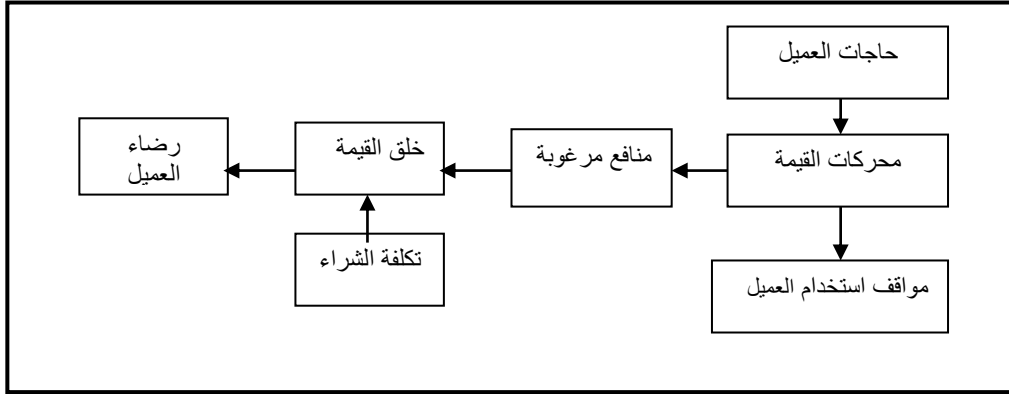 حاجات العميل
محركات القيمة
مواقف استخدام العميل
منافع مرغوبة
خلق القيمة
تكلفة الشراء
رضاء
العميل